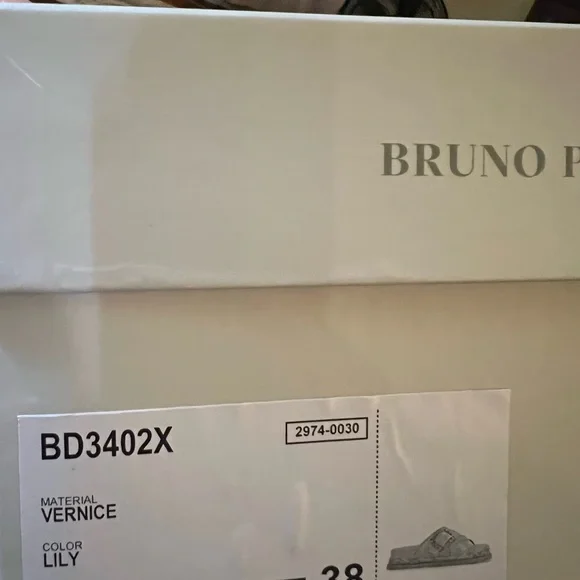 BRUNO P
BD3402X
2974-0030
MATERIAL
VERNICE
COLOR
LILY
38